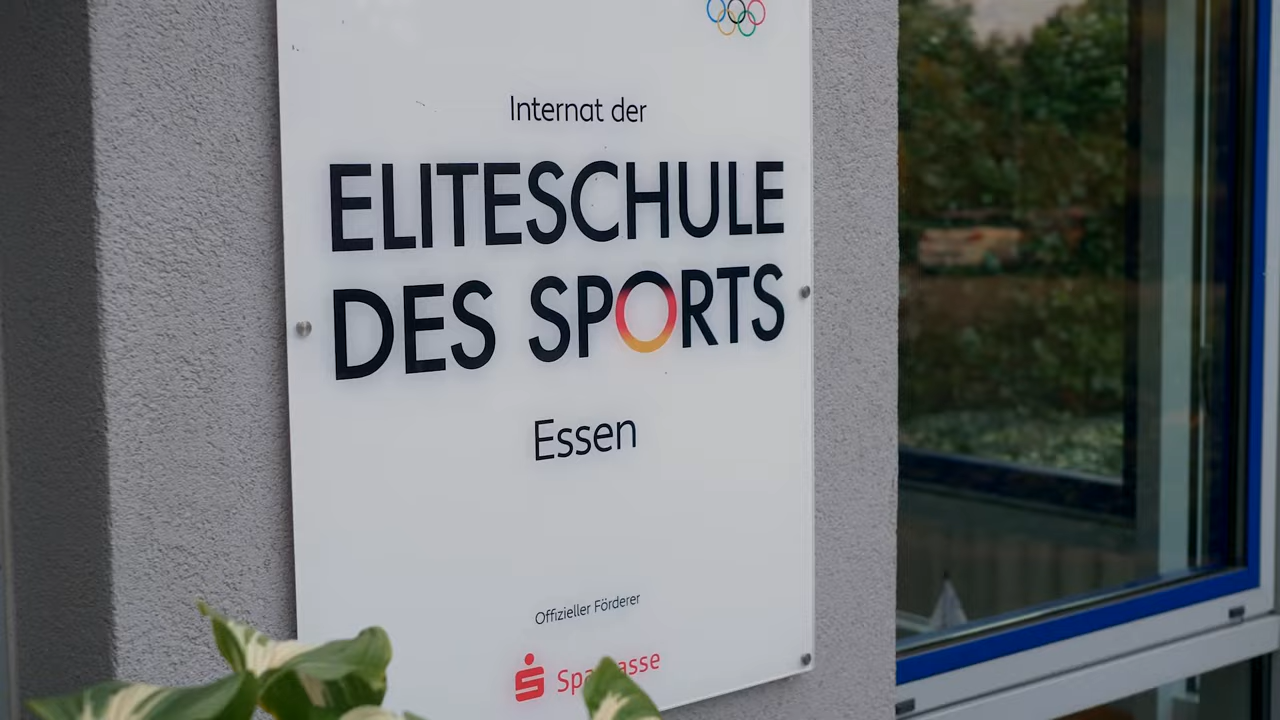 Internat der
ELITESCHULE
DES SPORTS
Essen
Offizieller Förderer